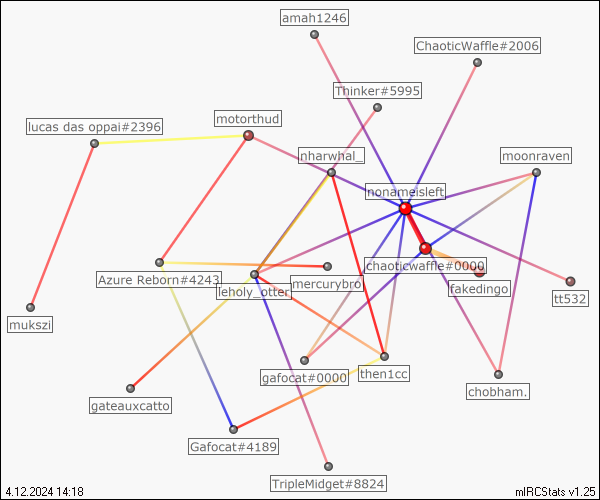 amah1246
ChaoticWaffle#2006
Thinker#5995
motorthud
lucas das oppai#2396
nharwhal_
moonraven
nonameisleft
chaoticwaffle#0000
Azure Reborn#4243
mercurybro
leholy_otter
fakedingo
tt532
mukszi
gafocat#0000
then1cc
gateauxcatto
chobham.
Gafocat#4189
TripleMidget#8824
4.12.2024 14:18
mIRCStats v1.25